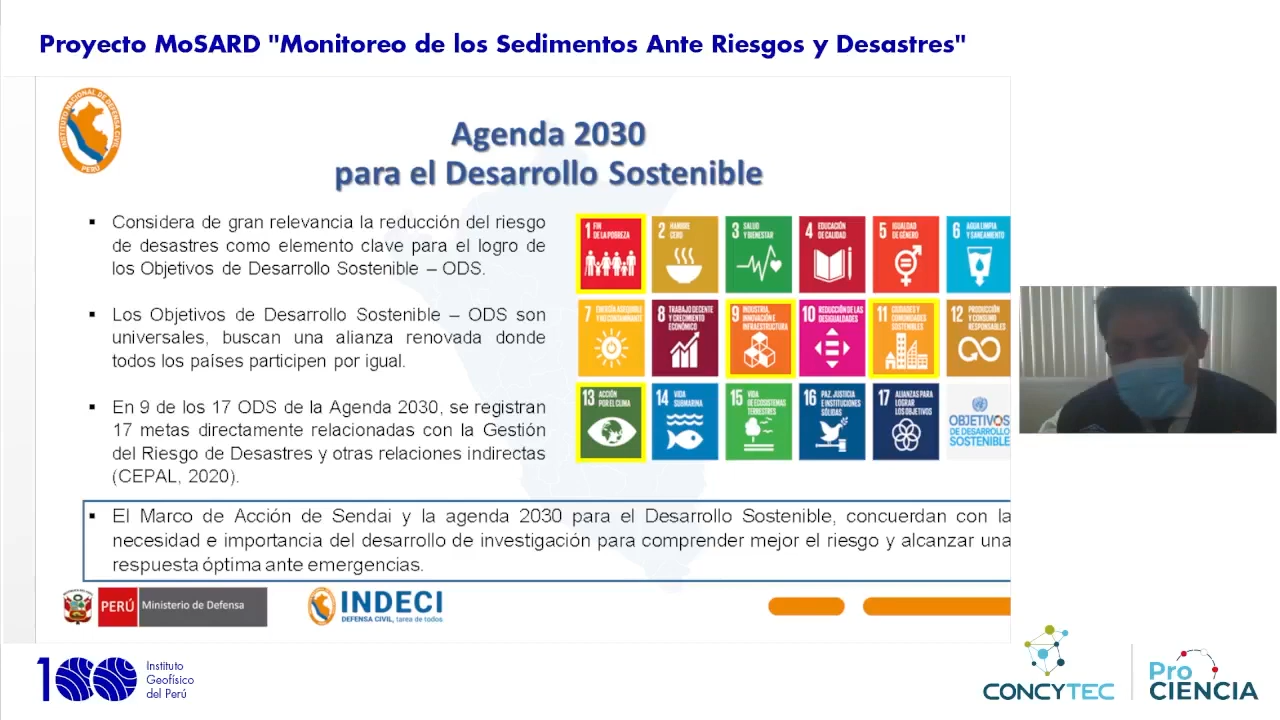 Proyecto MoSARD "Monitoreo de los Sedimentos Ante Riesgos y Desastres"
INSTITUTO NACIONAL DE DEFENSA CIVIL
PERU
Agenda 2030
para el Desarrollo Sostenible
▪ Considera de gran relevancia la reducción del riesgo
de desastres como elemento clave para el logro de
los Objetivos de Desarrollo Sostenible – ODS.
▪ Los Objetivos de Desarrollo Sostenible – ODS son
universales, buscan una alianza renovada donde
todos los países participen por igual.
▪ En 9 de los 17 ODS de la Agenda 2030, se registran
17 metas directamente relacionadas con la Gestión
del Riesgo de Desastres y otras relaciones indirectas
(CEPAL, 2020).
1 FIN
DE LA POBREZA
2 HAMBRE
CERO
3 SALUD
Y BIENESTAR
4 EDUCACIÓN
DE CALIDAD
5 IGUALDAD
DE GÉNERO
6 AGUA LIMPIA
Y SANEAMIENTO
7 ENERGÍA ASEQUIBLE
Y NO CONTAMINANTE
8 TRABAJO DECENTE
Y CRECIMIENTO
ECONÓMICO
9 INDUSTRIA,
INNOVACIÓN E
INFRAESTRUCTURA
10 REDUCCIÓN DE LAS
DESIGUALDADES
11 CIUDADES Y
COMUNIDADES
SOSTENIBLES
12 PRODUCCIÓN
Y CONSUMO
RESPONSABLES
13 ACCIÓN
POR EL CLIMA
14 VIDA
SUBMARINA
15 VIDA
DE ECOSISTEMAS
TERRESTRES
16 PAZ, JUSTICIA
E INSTITUCIONES
SÓLIDAS
17 ALIANZAS PARA
LOGRAR
LOS OBJETIVOS
OBJETIVOS
DE DESARROLLO
SOSTENIBLE
▪ El Marco de Acción de Sendai y la agenda 2030 para el Desarrollo Sostenible, concuerdan con la
necesidad e importancia del desarrollo de investigación para comprender mejor el riesgo y alcanzar una
respuesta óptima ante emergencias.
PERÚ Ministerio de Defensa
INDECI
DEFENSA CIVIL, tarea de todos.
100 Instituto
Geofísico
del Perú
CONCYTEC
Pro
CIENCIA